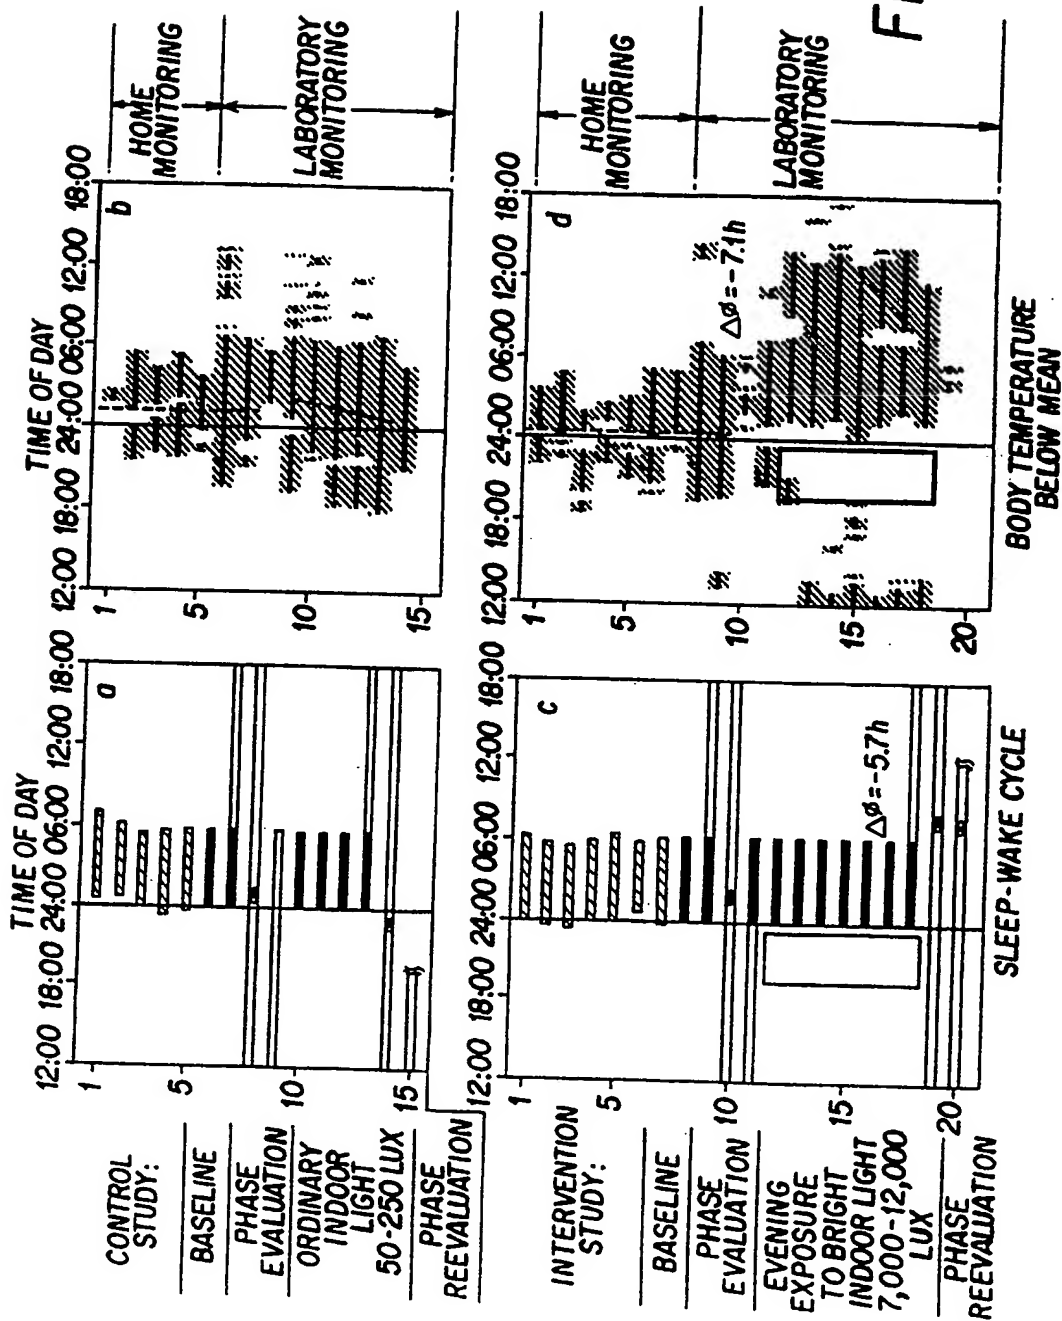 TIME OF DAY
12:00 18:00 24:00 06:00 12:00 18:00
a
1
5
10
15
CONTROL
STUDY:
BASELINE
PHASE
EVALUATION
ORDINARY
INDOOR
LIGHT
50-250 LUX
PHASE
REEVALUATION
TIME OF DAY
12:00 18:00 24:00 06:00 12:00 18:00
b
1
5
10
15
HOME
MONITORING
LABORATORY
MONITORING
12:00 18:00 24:00 06:00 12:00 18:00
c
1
5
10
15
20
Δø=-5.7h
INTERVENTION
STUDY:
BASELINE
PHASE
EVALUATION
EVENING
EXPOSURE
TO BRIGHT
INDOOR LIGHT
7,000-12,000
LUX
PHASE
REEVALUATION
SLEEP-WAKE CYCLE
12:00 18:00 24:00 06:00 12:00 18:00
d
1
5
10
15
20
Δø=-7.1h
HOME
MONITORING
LABORATORY
MONITORING
BODY TEMPERATURE
BELOW MEAN